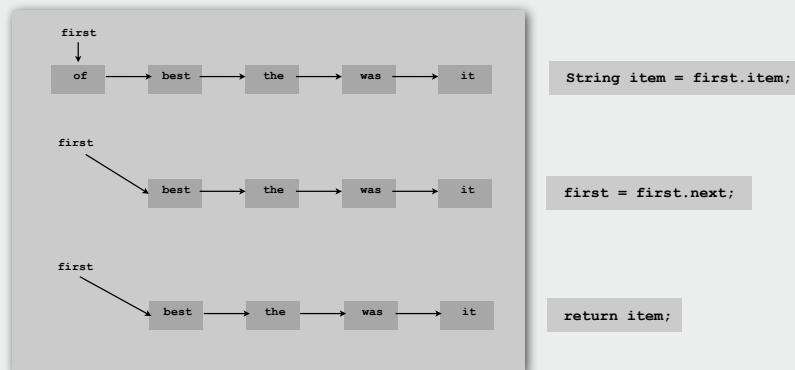 first
of best the was it
String item = first.item;
first
best the was it
first = first.next;
first
best the was it
return item;